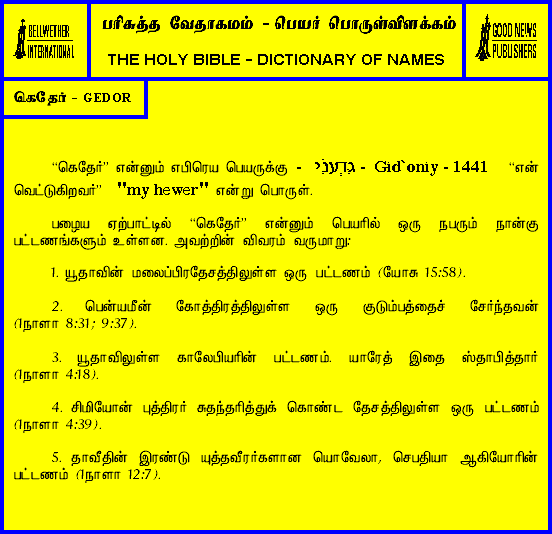 BELLWETHER
INTERNATIONAL
பரிசுத்த வேதாகமம் - பெயர் பொருள்விளக்கம்
THE HOLY BIBLE - DICTIONARY OF NAMES
GOOD NEWS
PUBLISHERS
கெதேர் - GEDOR
“கெதேர்” என்னும் எபிரெய பெயருக்கு - גִּדְעֹנִי - Gid`oniy - 1441 “என்
வெட்டுகிறவர்” "my hewer" என்று பொருள்.
பழைய ஏற்பாட்டில் “கெதேர்” என்னும் பெயரில் ஒரு நபரும் நான்கு
பட்டணங்களும் உள்ளன. அவற்றின் விவரம் வருமாறு:
1. யூதாவின் மலைப்பிரதேசத்திலுள்ள ஒரு பட்டணம் (யோசு 15:58).
2. பென்யமீன் கோத்திரத்திலுள்ள ஒரு குடும்பத்தைச் சேர்ந்தவன்
(1நாளா 8:31; 9:37).
3. யூதாவிலுள்ள காலேபியரின் பட்டணம். யாரேத் இதை ஸ்தாபித்தார்
(1நாளா 4:18).
4. சிமியோன் புத்திரர் சுதந்தரித்துக் கொண்ட தேசத்திலுள்ள ஒரு பட்டணம்
(1நாளா 4:39).
5. தாவீதின் இரண்டு யுத்தவீரர்களான யொவேலா, செபதியா ஆகியோரின்
பட்டணம் (1நாளா 12:7).